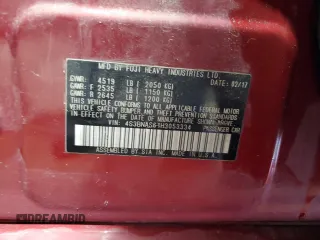 MFD BY FUJI HEAVY INDUSTRIES LTD.
DATE: 02/17
GVWR: 4519 LB ( 2050 KG)
GAWR: F 2535 LB ( 1150 KG)
GAWR: R 2645 LB ( 1200 KG)
THIS VEHICLE CONFORMS TO ALL APPLICABLE FEDERAL MOTOR
VEHICLE SAFETY, BUMPER AND THEFT PREVENTION STANDARDS
IN EFFECT ON THE DATE OF MANUFACTURE SHOWN ABOVE.
VIN: PASSENGER CAR
ASSEMBLED BY SIA, INC. MADE IN U.S.A.
DREAMBID